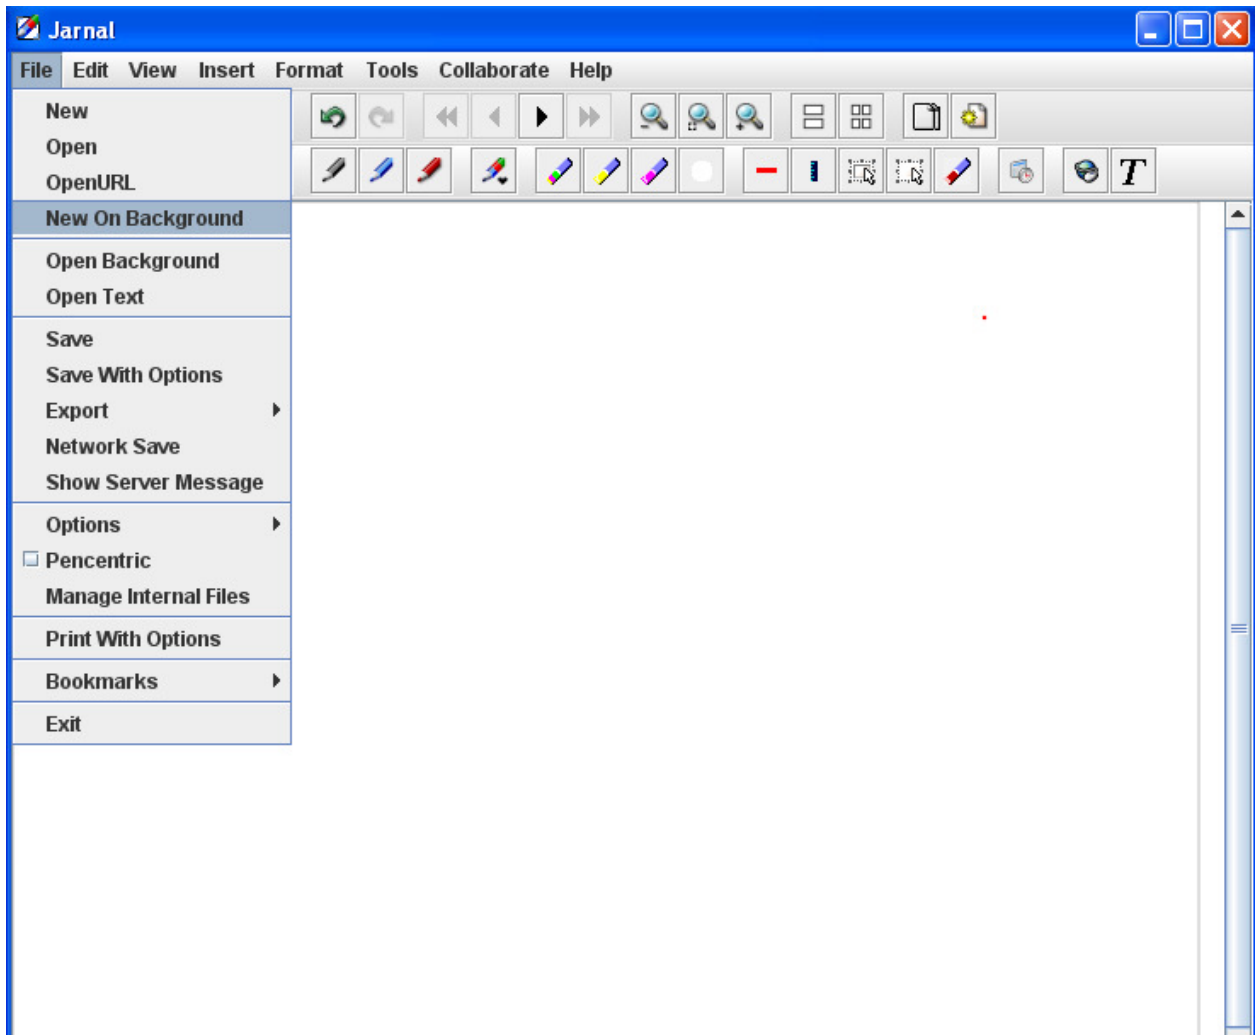 Jarnal
File Edit View Insert Format Tools Collaborate Help
New
Open
OpenURL
New On Background
Open Background
Open Text
Save
Save With Options
Export
Network Save
Show Server Message
Options
Pencentric
Manage Internal Files
Print With Options
Bookmarks
Exit
T